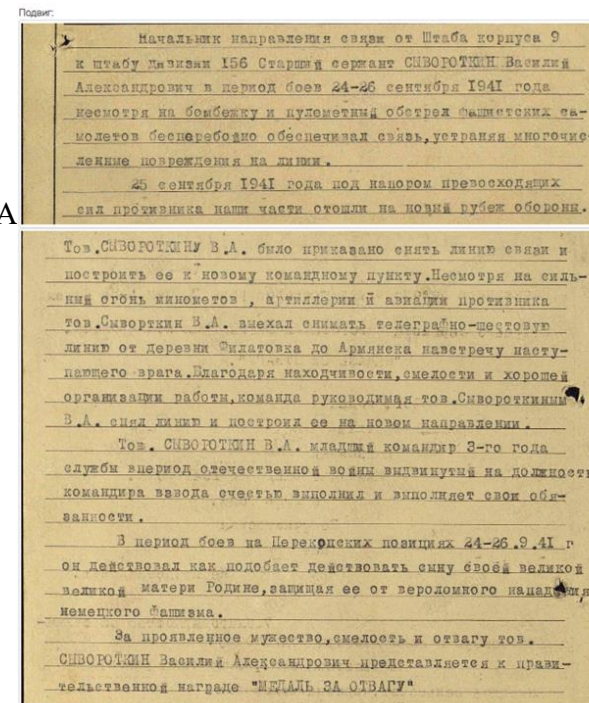 Подвиг:
Начальник направления связи от Штаба корпуса 9
к штабу дивизии 156 Старший сержант СЫВОРОТКИН Василий
Александрович в период боев 24-26 сентября 1941 года
несмотря на бомбежку и пулеметный обстрел фашистских са-
молетов бесперебойно обеспечивал связь,устраняя многочис-
ленные повреждения на линии.
25 сентября 1941 года под напором превосходящих
А
сил противника наши части отошли на новый рубеж обороны.
Тов.СЫВОРОТКИНУ В.А. было приказано снять линию связи и
построить ее к новому командному пункту.Несмотря на силь-
ный огонь минометов , артиллерии и авиации противника
тов.Сыворткин В.А. выехал снимать телеграфно-шестовую
линию от деревни Филатовка до Армянска навстречу насту-
пающего врага.Благодаря находчивости,смелости и хорошей
организации работы,команда руководимая тов.Сывороткиным
В.А. снял линию и построил ее на новом направлении.
Тов. СЫВОРОТКИН В.А. младший командир 3-го года
службы впериод отечественной войны выдвинутый на должность
командира взвода счестью выполнил и выполняет свои обя-
занности.
В период боев на Перекопских позициях 24-26.9.41 г
он действовал как подобает действовать сыну своей великой
великой матери Родине,защищая ее от вероломного нападения
немецкого фашизма.
За проявленное мужество,смелость и отвагу тов.
СЫВОРОТКИН Василий Александрович представляется к прави-
тельственной награде "МЕДАЛЬ ЗА ОТВАГУ"